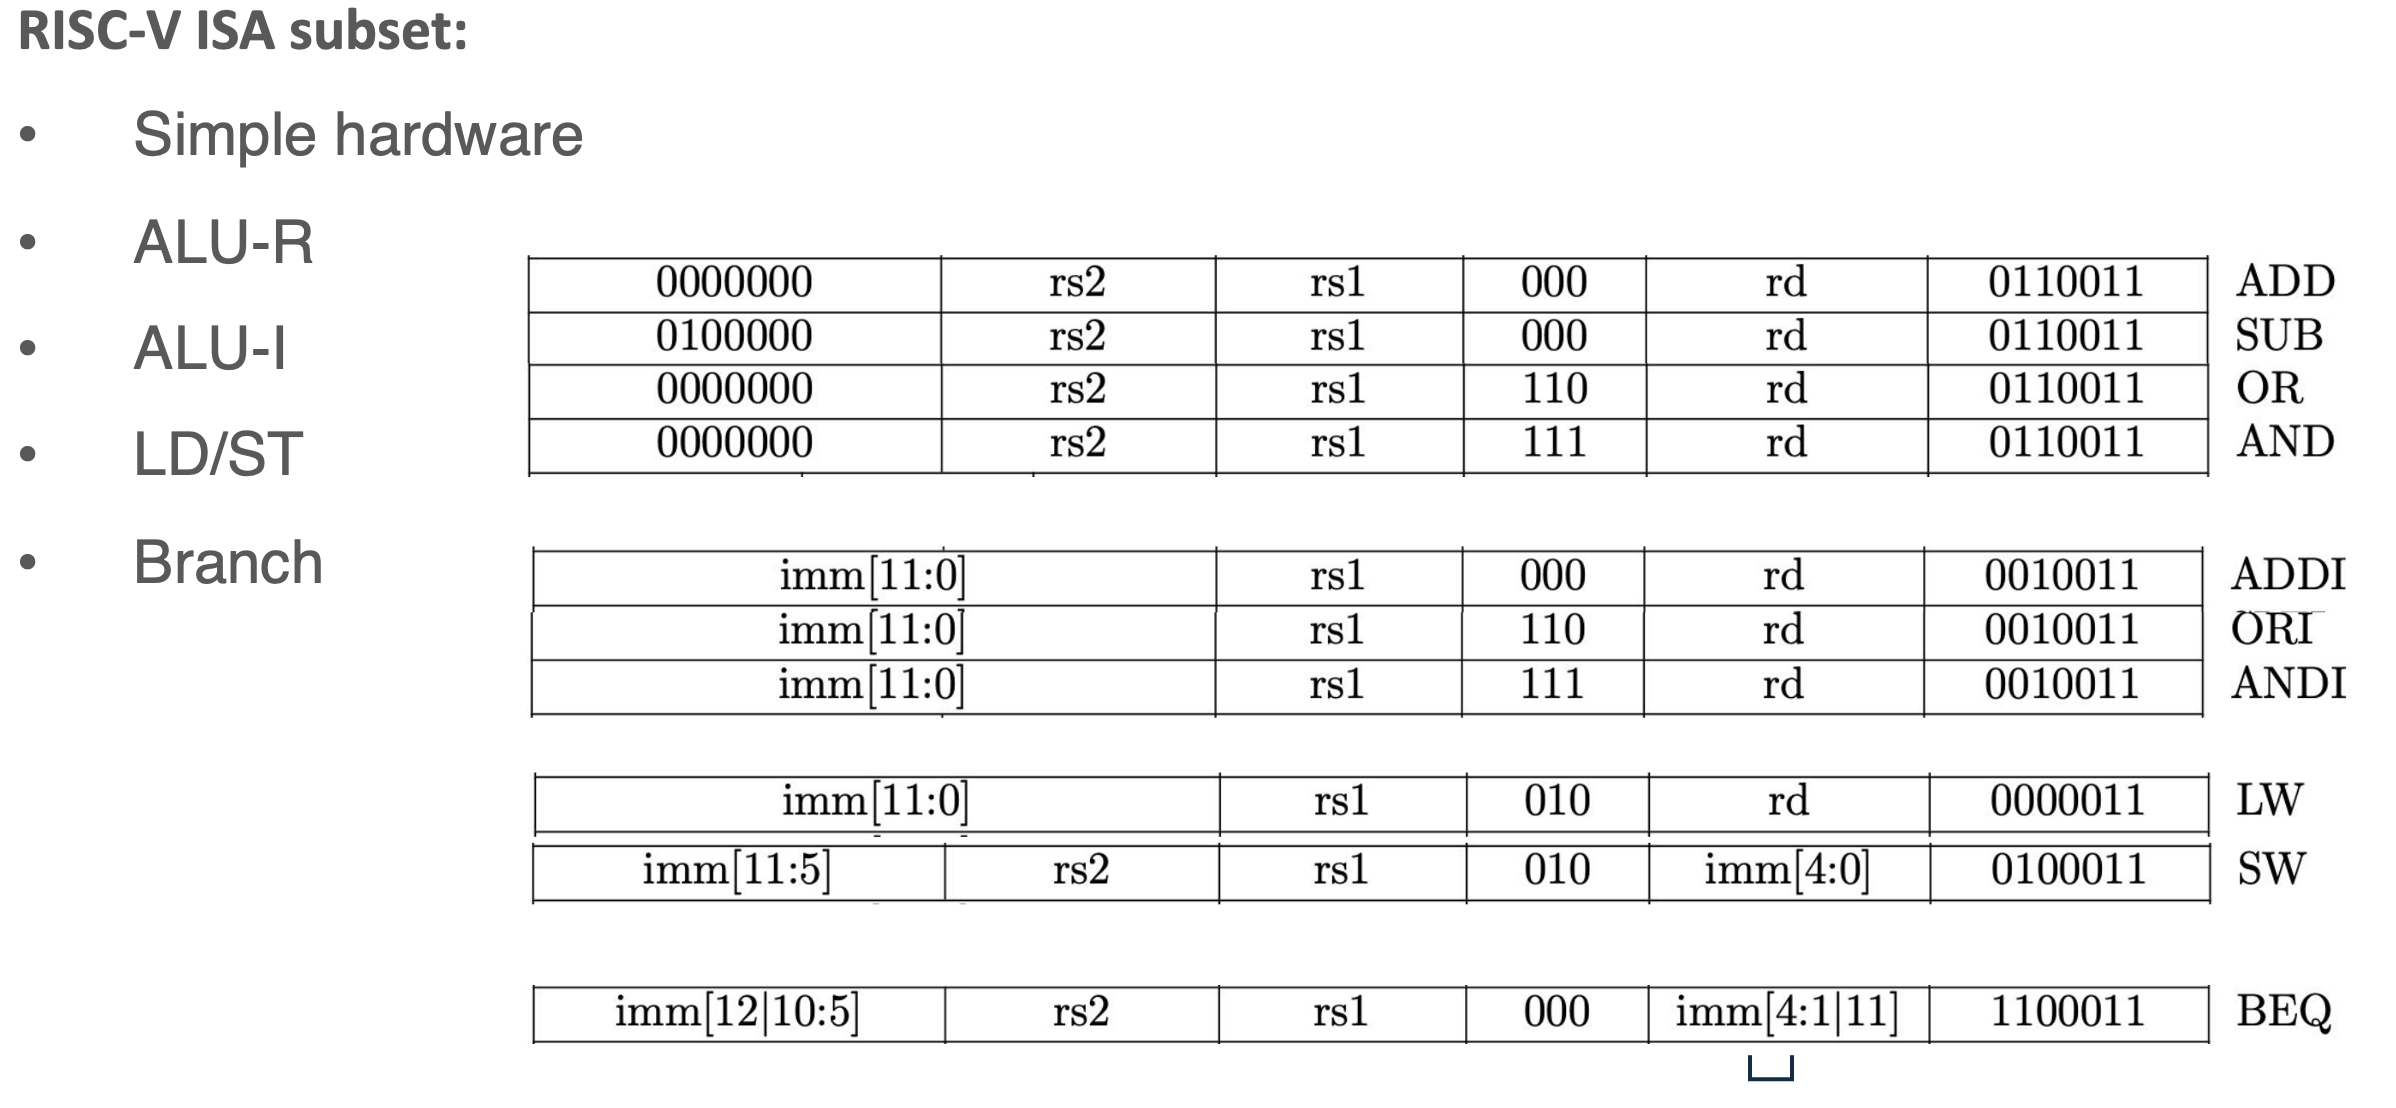 RISC-V ISA subset:
• Simple hardware
• ALU-R
• ALU-I
• LD/ST
• Branch
0000000 rs2 rs1 000 rd 0110011 ADD
0100000 rs2 rs1 000 rd 0110011 SUB
0000000 rs2 rs1 110 rd 0110011 OR
0000000 rs2 rs1 111 rd 0110011 AND
imm[11:0] rs1 000 rd 0010011 ADDI
imm[11:0] rs1 110 rd 0010011 ORI
imm[11:0] rs1 111 rd 0010011 ANDI
imm[11:0] rs1 010 rd 0000011 LW
imm[11:5] rs2 rs1 010 imm[4:0] 0100011 SW
imm[12|10:5] rs2 rs1 000 imm[4:1|11] 1100011 BEQ